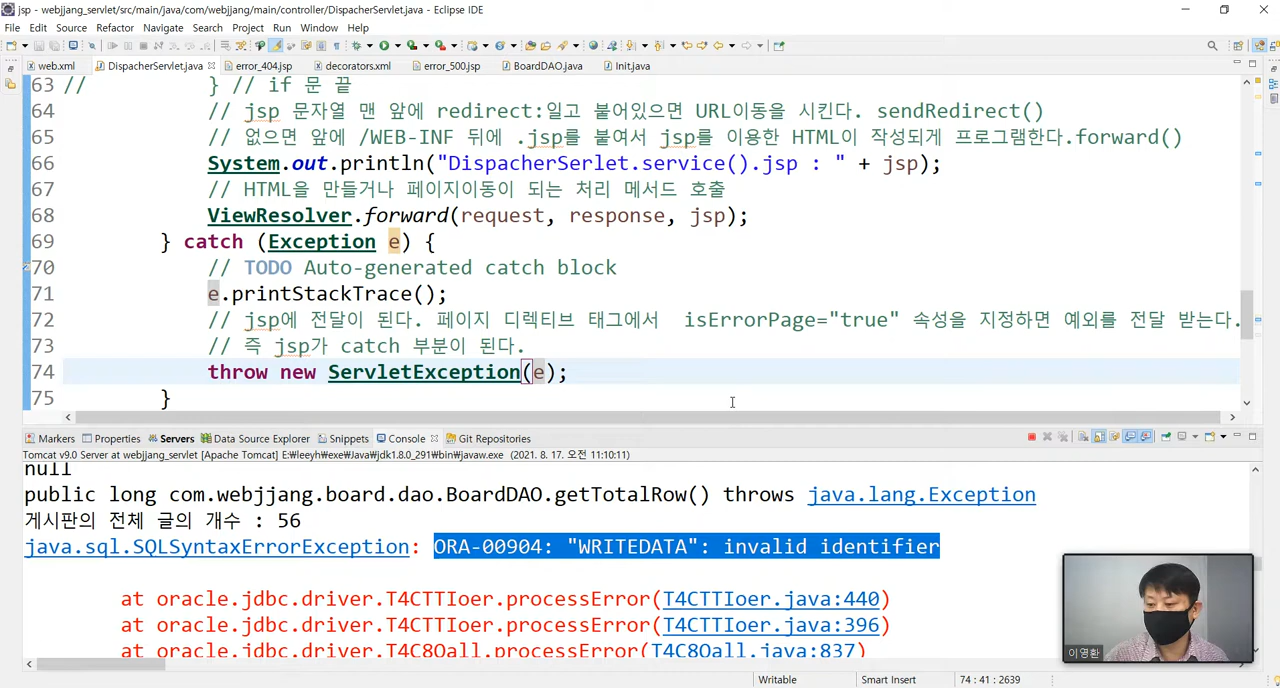 jsp - webjjang_servlet/src/main/java/com/webjjang/main/controller/DispacherServlet.java - Eclipse IDE
File Edit Source Refactor Navigate Search Project Run Window Help
web.xml DispacherServlet.java error_404.jsp decorators.xml error_500.jsp BoardDAO.java Init.java
63 // } // if 문 끝
64 // jsp 문자열 맨 앞에 redirect:일고 붙어있으면 URL이동을 시킨다. sendRedirect()
65 // 없으면 앞에 /WEB-INF 뒤에 .jsp를 붙여서 jsp를 이용한 HTML이 작성되게 프로그램한다.forward()
66 System.out.println("DispacherSerlet.service().jsp : " + jsp);
67 // HTML을 만들거나 페이지이동이 되는 처리 메서드 호출
68 ViewResolver.forward(request, response, jsp);
69 } catch (Exception e) {
70 // TODO Auto-generated catch block
71 e.printStackTrace();
72 // jsp에 전달이 된다. 페이지 디렉티브 태그에서 isErrorPage="true" 속성을 지정하면 예외를 전달 받는다.
73 // 즉 jsp가 catch 부분이 된다.
74 throw new ServletException(e);
75 }
Markers Properties Servers Data Source Explorer Snippets Console Git Repositories
Tomcat v9.0 Server at webjjang_servlet [Apache Tomcat] E:\leeyh\exe\Java\jdk1.8.0_291\bin\javaw.exe (2021. 8. 17. 오전 11:10:11)
null
public long com.webjjang.board.dao.BoardDAO.getTotalRow() throws java.lang.Exception
게시판의 전체 글의 개수 : 56
java.sql.SQLSyntaxErrorException: ORA-00904: "WRITEDATA": invalid identifier
at oracle.jdbc.driver.T4CTTIoer.processError(T4CTTIoer.java:440)
at oracle.jdbc.driver.T4CTTIoer.processError(T4CTTIoer.java:396)
at oracle.jdbc.driver.T4C8Oall.processError(T4C8Oall.java:837)
이영환
Writable Smart Insert 74 : 41 : 2639